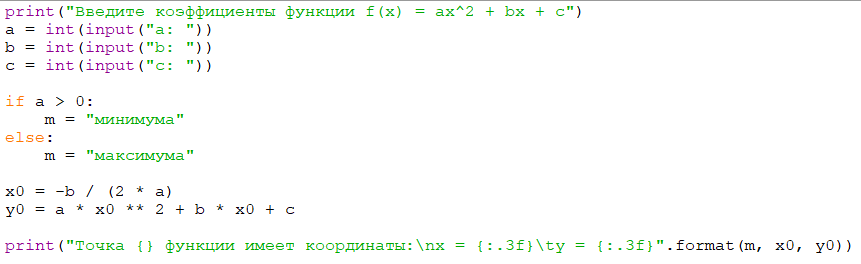 print("Введите коэффициенты функции f(x) = ax^2 + bx + c")
a = int(input("a: "))
b = int(input("b: "))
c = int(input("c: "))
if a > 0:
    m = "минимума"
else:
    m = "максимума"
x0 = -b / (2 * a)
y0 = a * x0 ** 2 + b * x0 + c
print("Точка {} функции имеет координаты:\nx = {:.3f}\ty = {:.3f}".format(m, x0, y0))